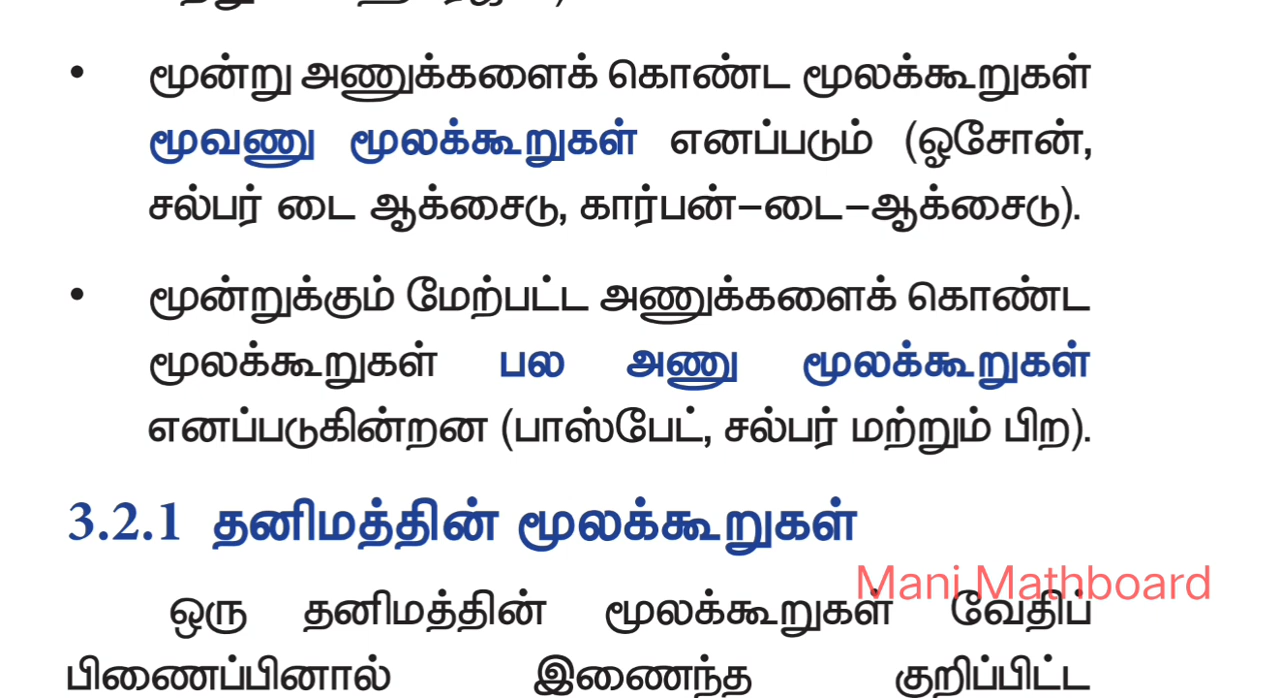 • மூன்று அணுக்களைக் கொண்ட மூலக்கூறுகள்
மூவணு மூலக்கூறுகள் எனப்படும் (ஓசோன்,
சல்பர் டை ஆக்சைடு, கார்பன்–டை–ஆக்சைடு).
• மூன்றுக்கும் மேற்பட்ட அணுக்களைக் கொண்ட
மூலக்கூறுகள் பல அணு மூலக்கூறுகள்
எனப்படுகின்றன (பாஸ்பேட், சல்பர் மற்றும் பிற).
3.2.1 தனிமத்தின் மூலக்கூறுகள்
Mani Mathboard
ஒரு தனிமத்தின் மூலக்கூறுகள் வேதிப்
பிணைப்பினால் இணைந்த குறிப்பிட்ட